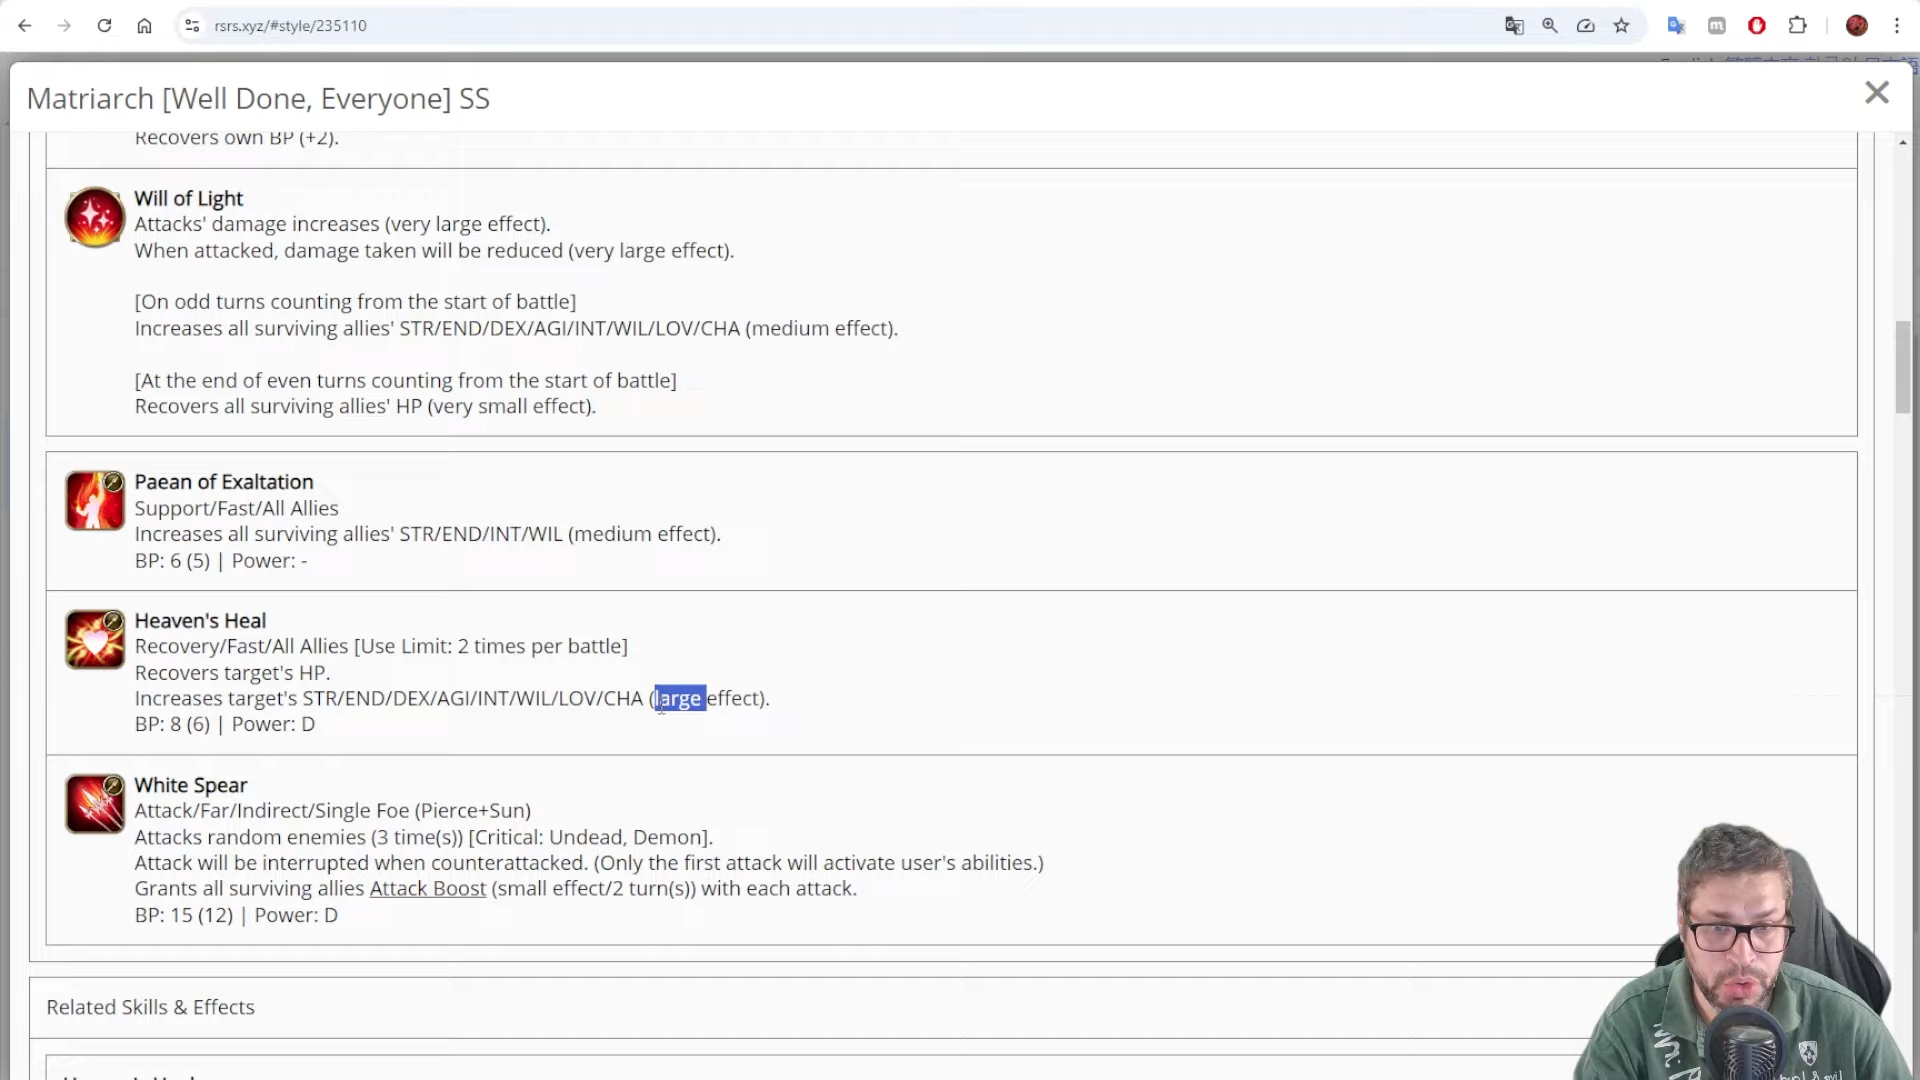 rsrs.xyz/#style/235110
Matriarch [Well Done, Everyone] SS
Recovers own BP (+2).
Will of Light
Attacks' damage increases (very large effect).
When attacked, damage taken will be reduced (very large effect).
[On odd turns counting from the start of battle]
Increases all surviving allies' STR/END/DEX/AGI/INT/WIL/LOV/CHA (medium effect).
[At the end of even turns counting from the start of battle]
Recovers all surviving allies' HP (very small effect).
Paean of Exaltation
Support/Fast/All Allies
Increases all surviving allies' STR/END/INT/WIL (medium effect).
BP: 6 (5) | Power: -
Heaven's Heal
Recovery/Fast/All Allies [Use Limit: 2 times per battle]
Recovers target's HP.
Increases target's STR/END/DEX/AGI/INT/WIL/LOV/CHA (large effect).
BP: 8 (6) | Power: D
White Spear
Attack/Far/Indirect/Single Foe (Pierce+Sun)
Attacks random enemies (3 time(s)) [Critical: Undead, Demon].
Attack will be interrupted when counterattacked. (Only the first attack will activate user's abilities.)
Grants all surviving allies Attack Boost (small effect/2 turn(s)) with each attack.
BP: 15 (12) | Power: D
Related Skills & Effects